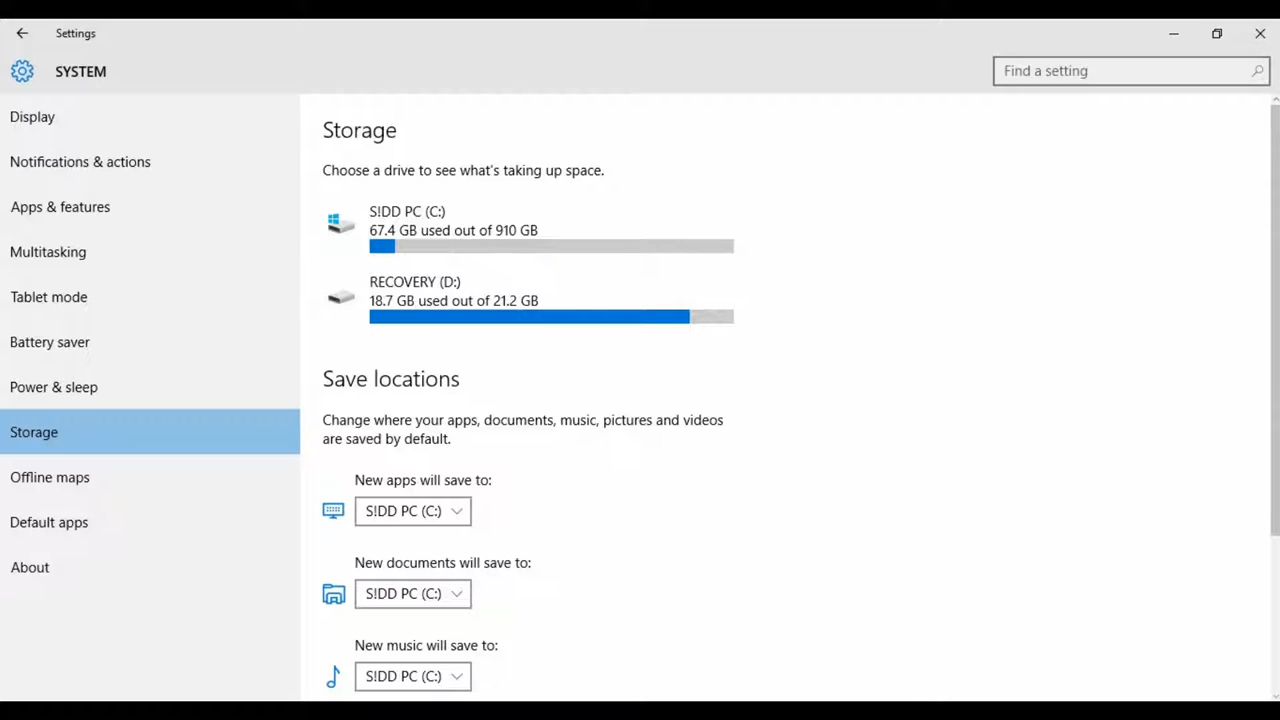 Settings
SYSTEM
Find a setting
Display
Notifications & actions
Apps & features
Multitasking
Tablet mode
Battery saver
Power & sleep
Storage
Offline maps
Default apps
About
Storage
Choose a drive to see what's taking up space.
S!DD PC (C:)
67.4 GB used out of 910 GB
RECOVERY (D:)
18.7 GB used out of 21.2 GB
Save locations
Change where your apps, documents, music, pictures and videos
are saved by default.
New apps will save to:
S!DD PC (C:)
New documents will save to:
S!DD PC (C:)
New music will save to:
S!DD PC (C:)